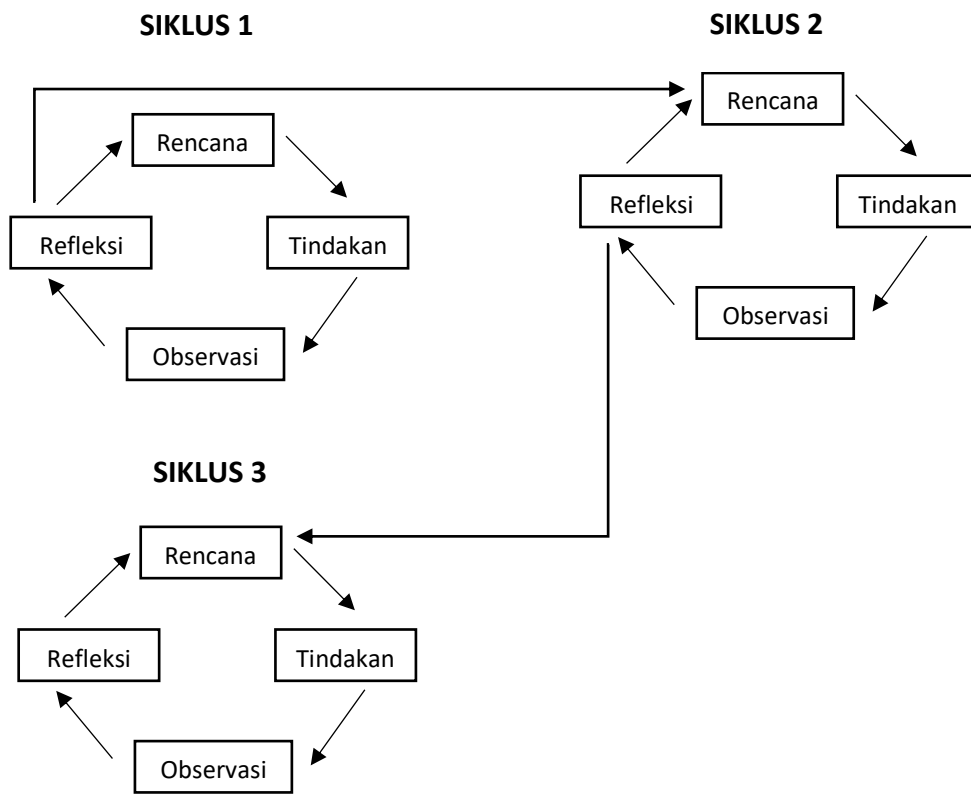 SIKLUS 1
Rencana
Refleksi
Tindakan
Observasi
SIKLUS 2
Rencana
Refleksi
Tindakan
Observasi
SIKLUS 3
Rencana
Refleksi
Tindakan
Observasi